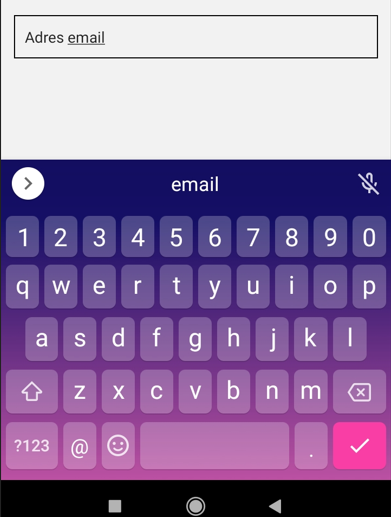 Adres email
email
1 2 3 4 5 6 7 8 9 0
q w e r t y u i o p
a s d f g h j k l
z x c v b n m
?123 @ .